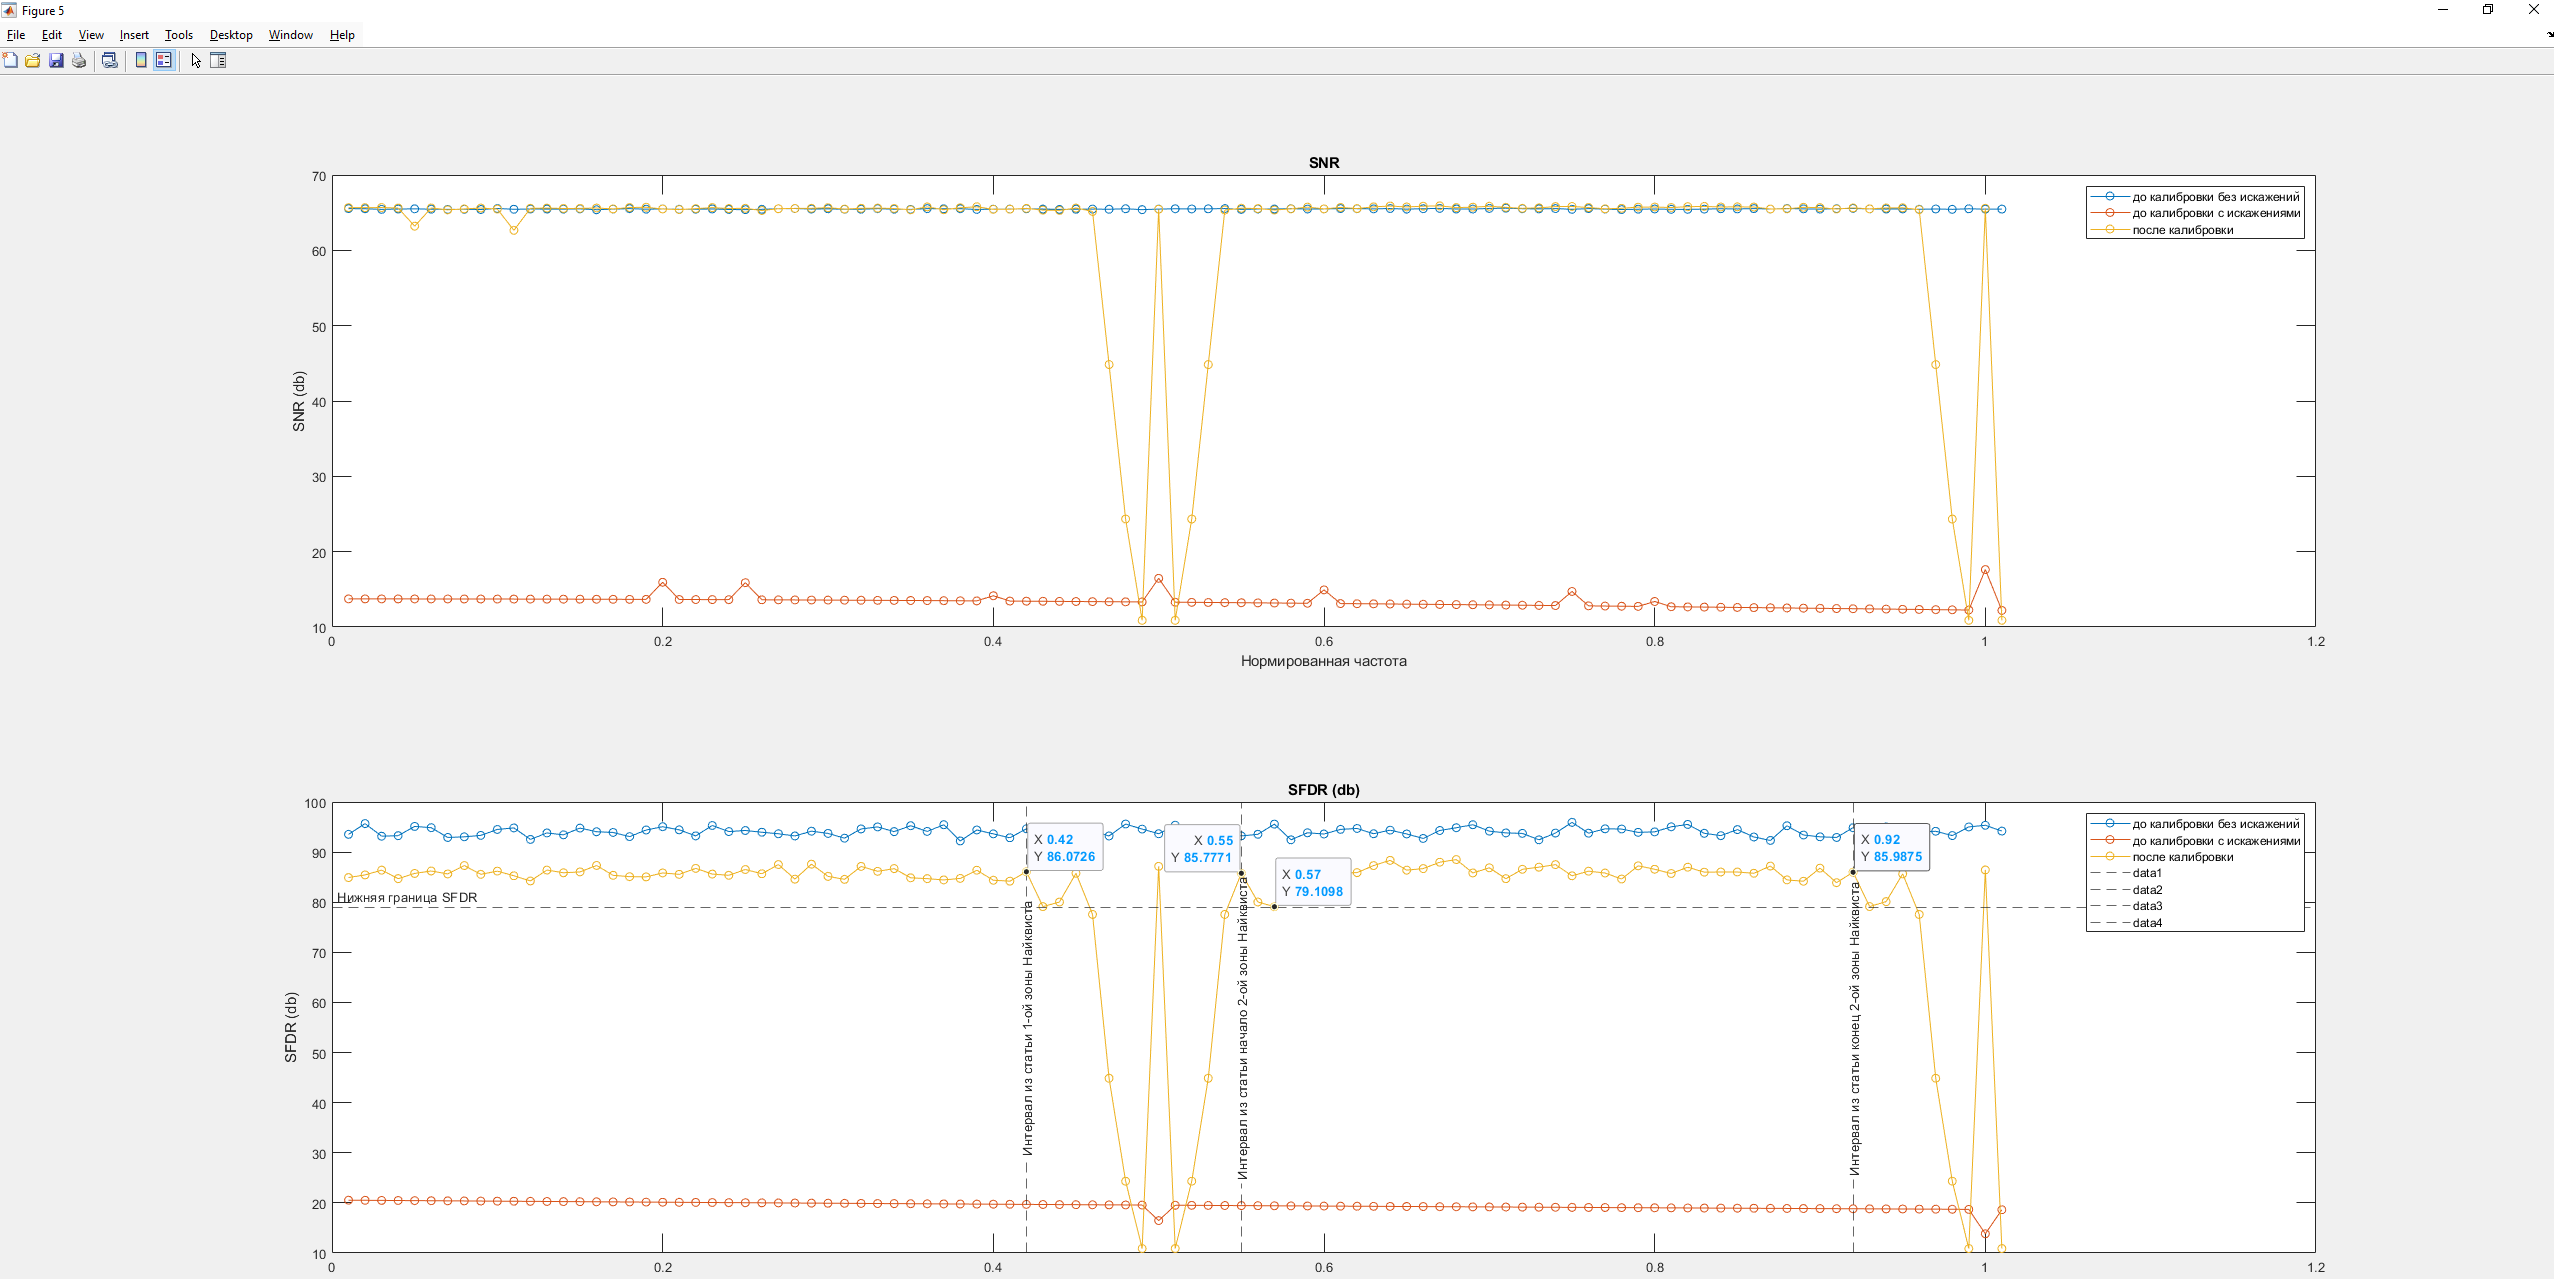 Figure 5
File Edit View Insert Tools Desktop Window Help
SNR
70
60
50
40
30
20
10
SNR (db)
0 0.2 0.4 0.6 0.8 1 1.2
Нормированная частота
до калибровки без искажений
до калибровки с искажениями
после калибровки
SFDR (db)
100
90
80
70
60
50
40
30
20
10
SFDR (db)
0 0.2 0.4 0.6 0.8 1 1.2
Нижняя граница SFDR
Интервал из статьи 1-ой зоны Найквиста
Интервал из статьи начало 2-ой зоны Найквиста
Интервал из статьи конец 2-ой зоны Найквиста
X 0.42
Y 86.0726
X 0.55
Y 85.7771
X 0.57
Y 79.1098
X 0.92
Y 85.9875
до калибровки без искажений
до калибровки с искажениями
после калибровки
data1
data2
data3
data4